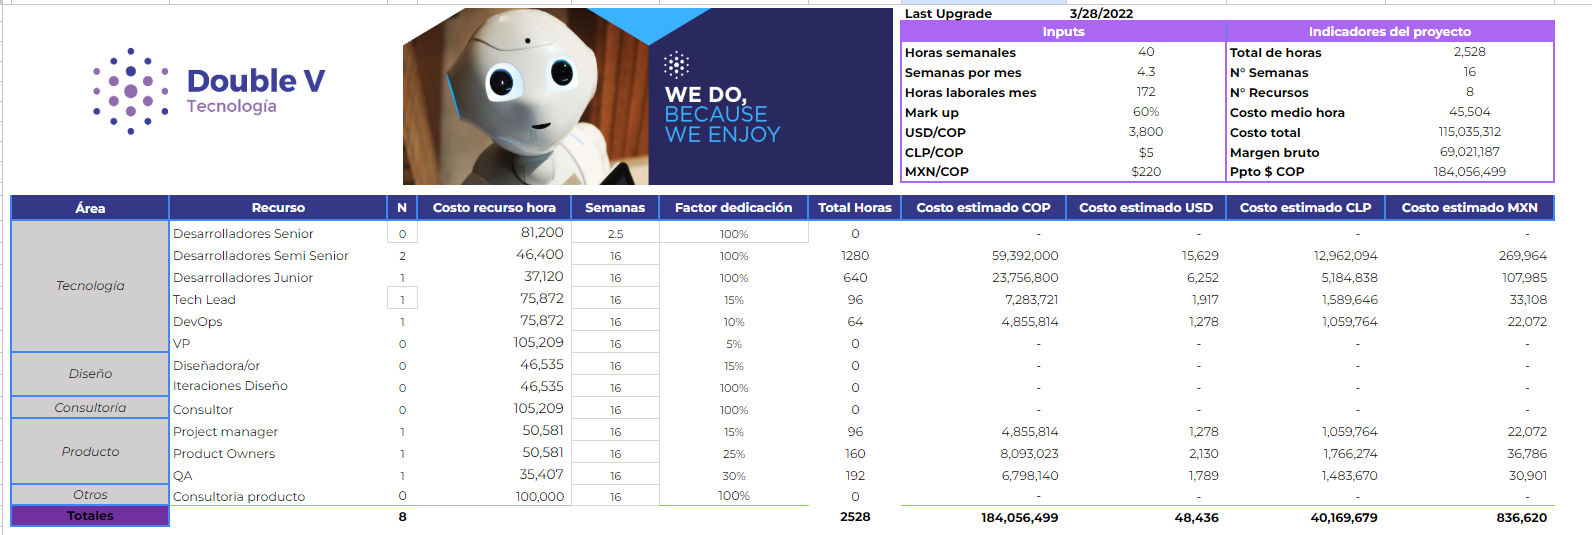 Double V
Tecnología
WE DO,
BECAUSE
WE ENJOY
Last Upgrade 3/28/2022
Inputs Indicadores del proyecto
Horas semanales 40 Total de horas 2,528
Semanas por mes 4.3 N° Semanas 16
Horas laborales mes 172 N° Recursos 8
Mark up 60% Costo medio hora 45,504
USD/COP 3,800 Costo total 115,035,312
CLP/COP $5 Margen bruto 69,021,187
MXN/COP $220 Ppto $ COP 184,056,499
Área Recurso N Costo recurso hora Semanas Factor dedicación Total Horas Costo estimado COP Costo estimado USD Costo estimado CLP Costo estimado MXN
Desarrolladores Senior 0 81,200 2.5 100% 0 - - - -
Desarrolladores Semi Senior 2 46,400 16 100% 1280 59,392,000 15,629 12,962,094 269,964
Tecnología Desarrolladores Junior 1 37,120 16 100% 640 23,756,800 6,252 5,184,838 107,985
Tech Lead 1 75,872 16 15% 96 7,283,721 1,917 1,589,646 33,108
DevOps 1 75,872 16 10% 64 4,855,814 1,278 1,059,764 22,072
VP 0 105,209 16 5% 0 - - - -
Diseño Diseñadora/or 0 46,535 16 15% 0 - - - -
Iteraciones Diseño 0 46,535 16 100% 0 - - - -
Consultoría Consultor 0 105,209 16 100% 0 - - - -
Project manager 1 50,581 16 15% 96 4,855,814 1,278 1,059,764 22,072
Producto Product Owners 1 50,581 16 25% 160 8,093,023 2,130 1,766,274 36,786
QA 1 35,407 16 30% 192 6,798,140 1,789 1,483,670 30,901
Otros Consultoria producto 0 100,000 16 100% 0 - - - -
Totales 8 2528 184,056,499 48,436 40,169,679 836,620